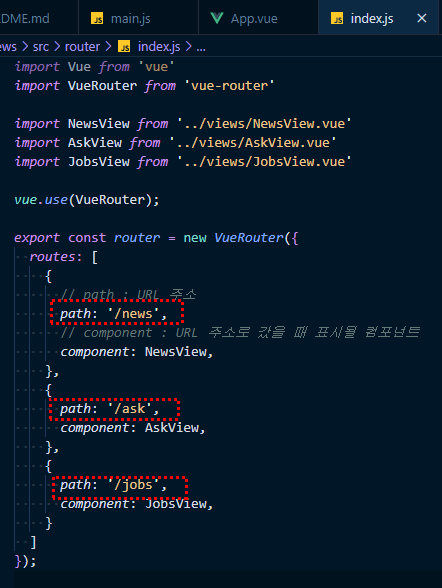 DME.md main.js App.vue index.js
ews > src > router > index.js > ...
import Vue from 'vue'
import VueRouter from 'vue-router'
import NewsView from '../views/NewsView.vue'
import AskView from '../views/AskView.vue'
import JobsView from '../views/JobsView.vue'
vue.use(VueRouter);
export const router = new VueRouter({
routes: [
{
// path : URL 주소
path: '/news',
// component : URL 주소로 갔을 때 표시될 컴포넌트
component: NewsView,
},
{
path: '/ask',
component: AskView,
},
{
path: '/jobs',
component: JobsView,
}
]
});